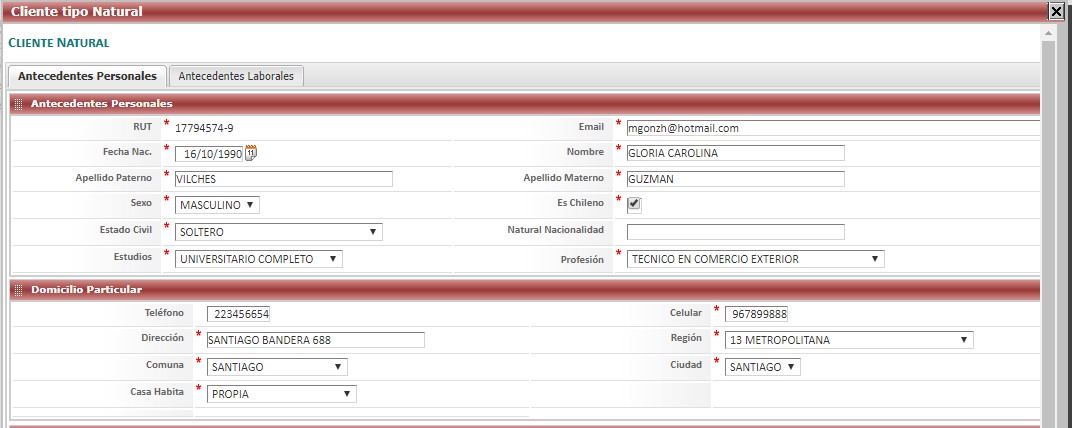 Cliente tipo Natural
CLIENTE NATURAL
Antecedentes Personales Antecedentes Laborales
Antecedentes Personales
RUT * 17794574-9 Email * mgonzh@hotmail.com
Fecha Nac. * 16/10/1990 11 Nombre * GLORIA CAROLINA
Apellido Paterno * VILCHES Apellido Materno * GUZMAN
Sexo * MASCULINO Es Chileno *
Estado Civil * SOLTERO Natural Nacionalidad
Estudios * UNIVERSITARIO COMPLETO Profesión * TECNICO EN COMERCIO EXTERIOR
Domicilio Particular
Teléfono 223456654 Celular * 967899888
Dirección * SANTIAGO BANDERA 688 Región * 13 METROPOLITANA
Comuna * SANTIAGO Ciudad * SANTIAGO
Casa Habita * PROPIA